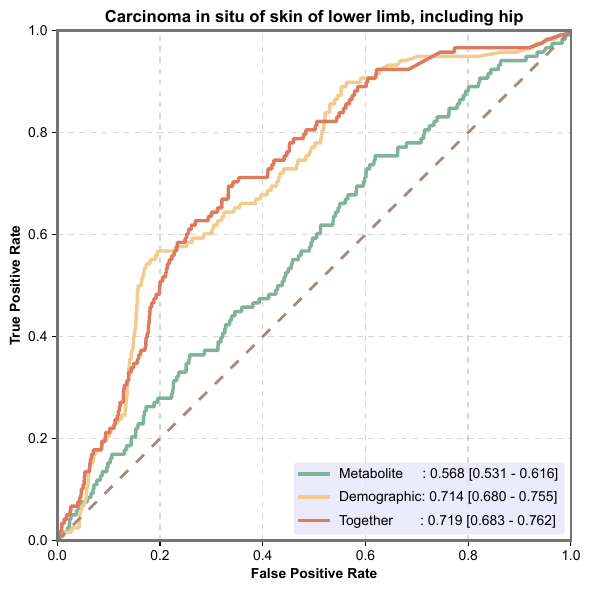 Carcinoma in situ of skin of lower limb, including hip
1.0
0.8
0.6
0.4
0.2
0.0
True Positive Rate
Metabolite : 0.568 [0.531 - 0.616]
Demographic: 0.714 [0.680 - 0.755]
Together : 0.719 [0.683 - 0.762]
0.0 0.2 0.4 0.6 0.8 1.0
False Positive Rate